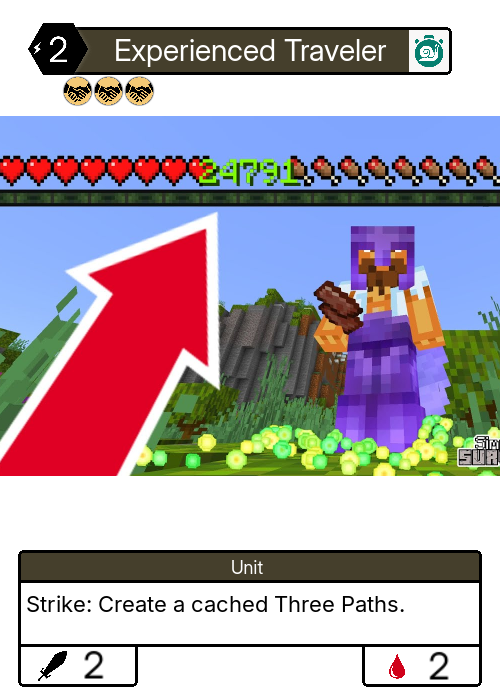 2 Experienced Traveler
24791
Unit
Strike: Create a cached Three Paths.
2 2